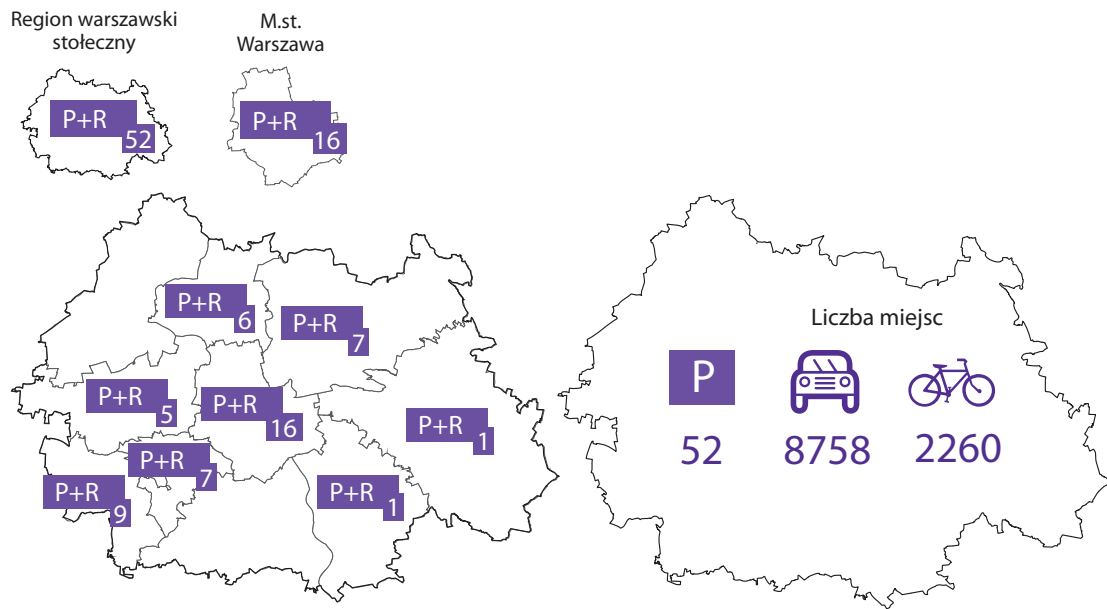 Region warszawski
stołeczny
M.st.
Warszawa
P+R
52
P+R
16
P+R
6
P+R
7
P+R
5
P+R
16
P+R
1
P+R
7
P+R
9
P+R
1
Liczba miejsc
P
52
8758
2260